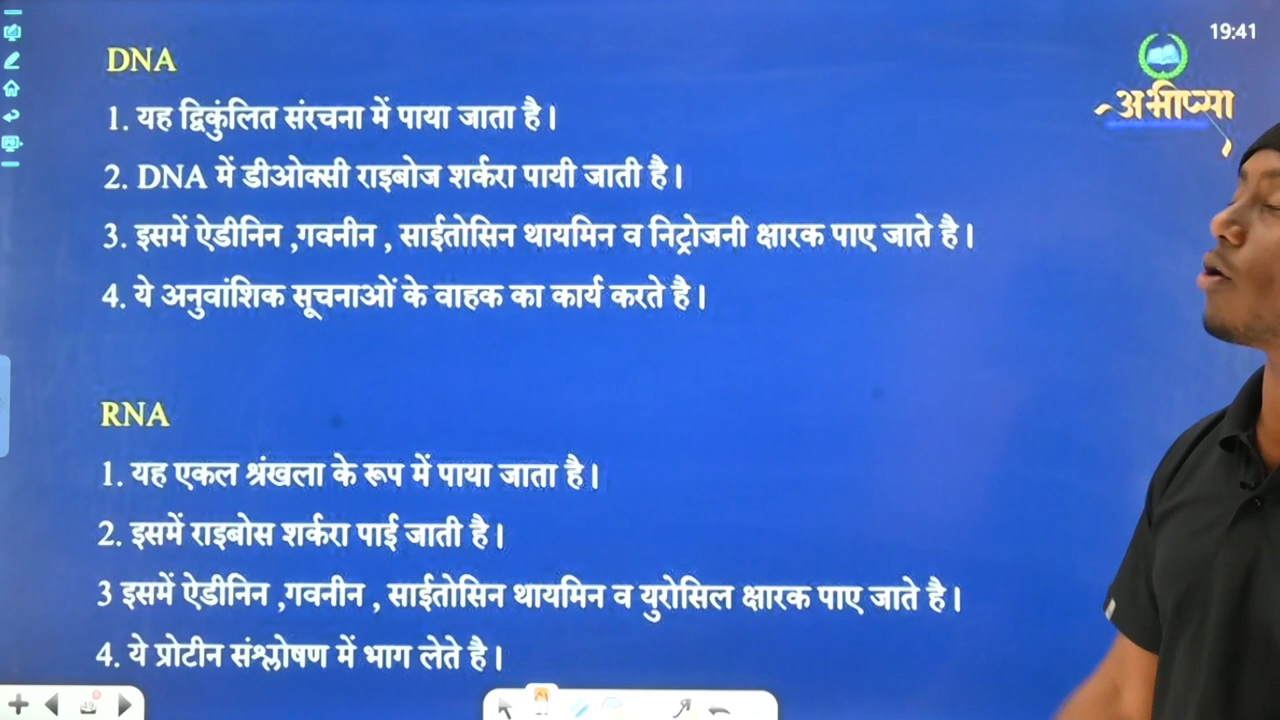 19:41
अभीप्सा
DNA
1. यह द्विकुंलित संरचना में पाया जाता है।
2. DNA में डीओक्सी राइबोज शर्करा पायी जाती है।
3. इसमें ऐडीनिन ,गवनीन , साईतोसिन थायमिन व निट्रोजनी क्षारक पाए जाते है।
4. ये अनुवांशिक सूचनाओं के वाहक का कार्य करते है।
RNA
1. यह एकल श्रंखला के रूप में पाया जाता है।
2. इसमें राइबोस शर्करा पाई जाती है।
3 इसमें ऐडीनिन ,गवनीन , साईतोसिन थायमिन व युरोसिल क्षारक पाए जाते है।
4. ये प्रोटीन संश्लोषण में भाग लेते है।
49